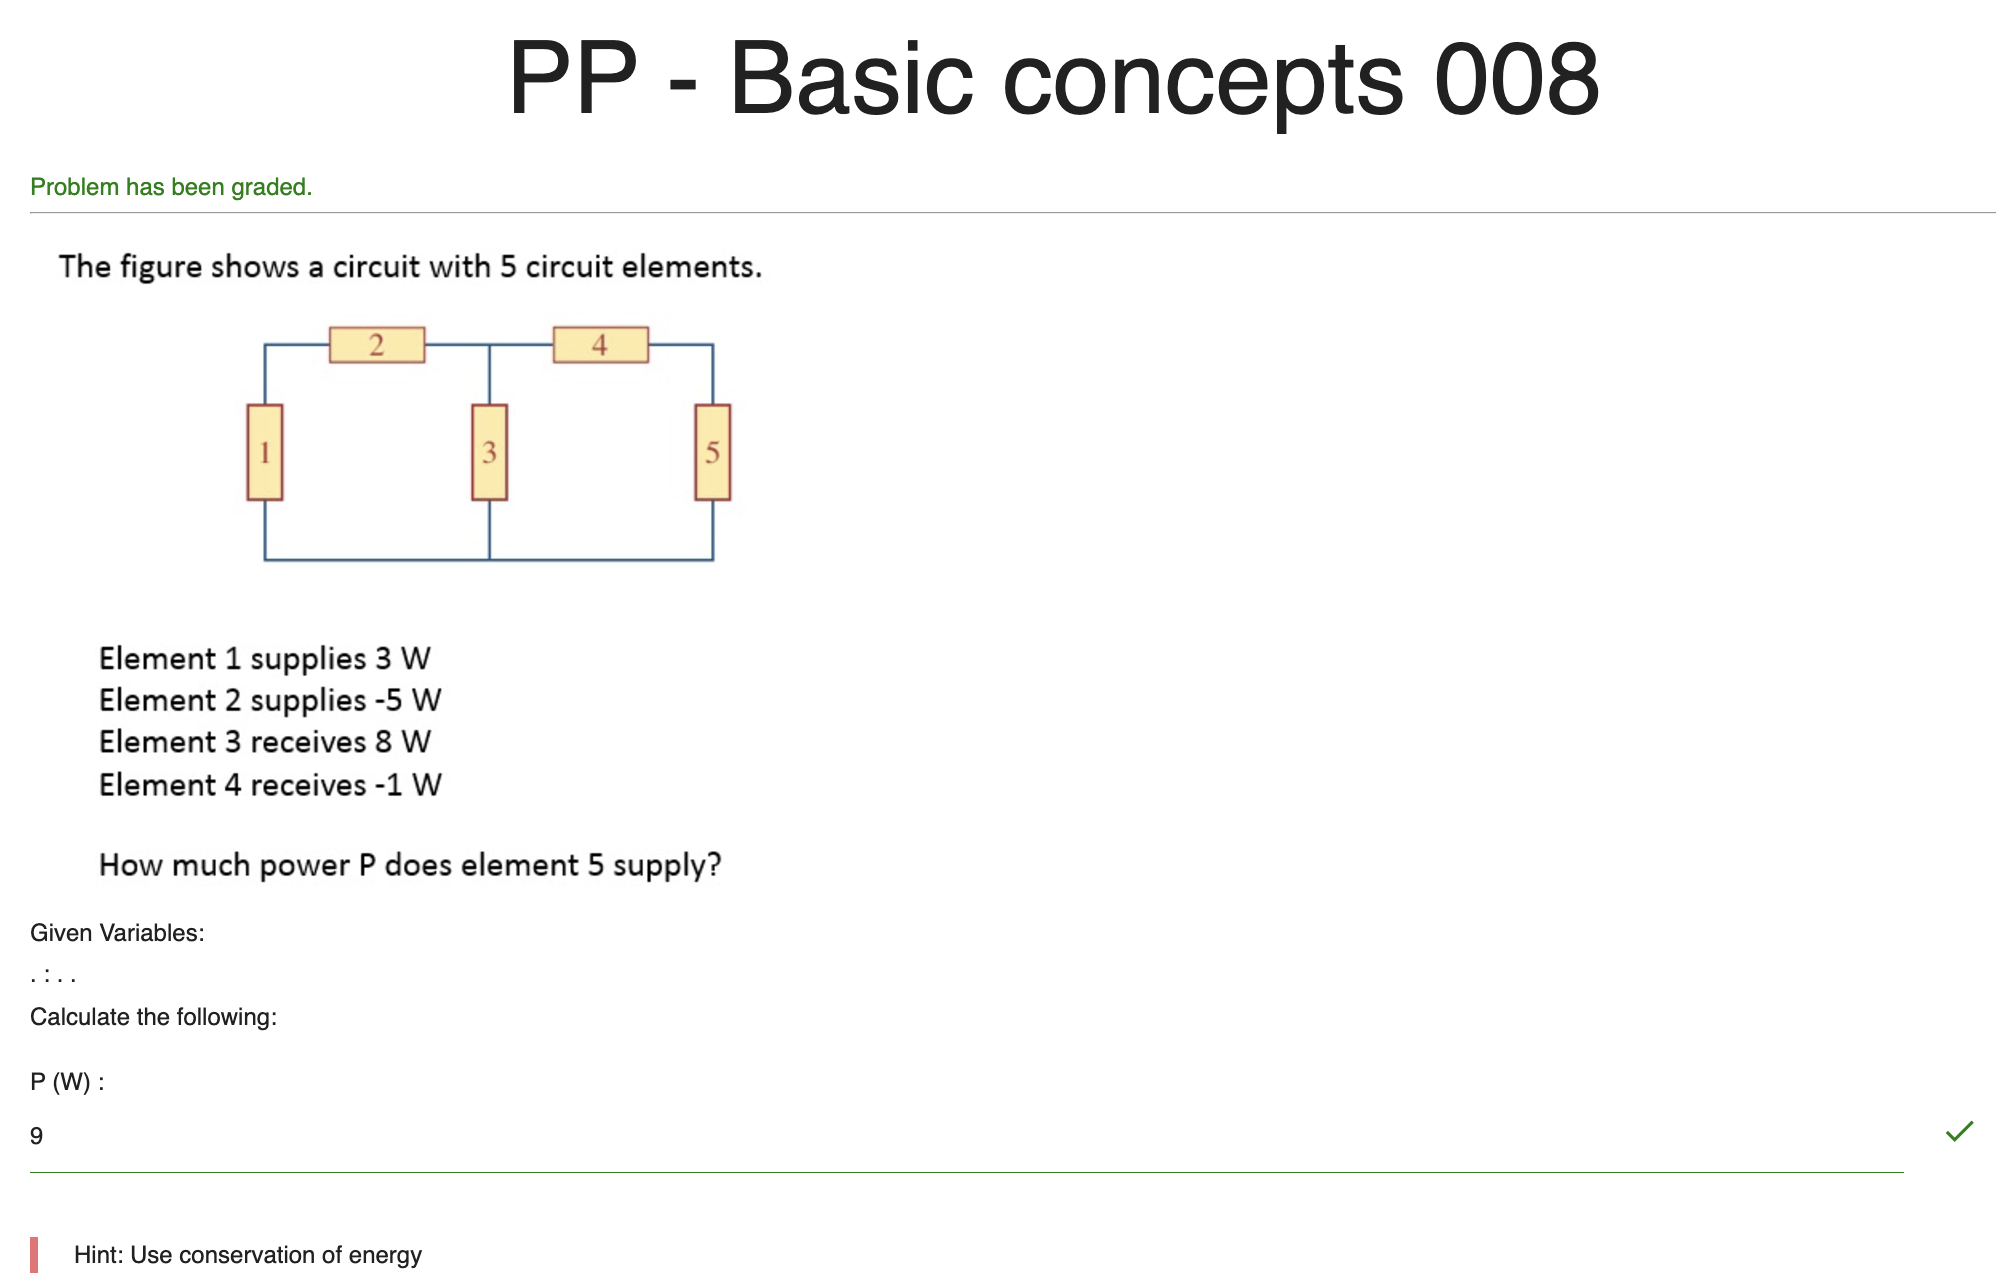 PP - Basic concepts 008
Problem has been graded.
The figure shows a circuit with 5 circuit elements.
2
4
1
3
5
Element 1 supplies 3 W
Element 2 supplies -5 W
Element 3 receives 8 W
Element 4 receives -1 W
How much power P does element 5 supply?
Given Variables:
. : . .
Calculate the following:
P (W) :
9
Hint: Use conservation of energy